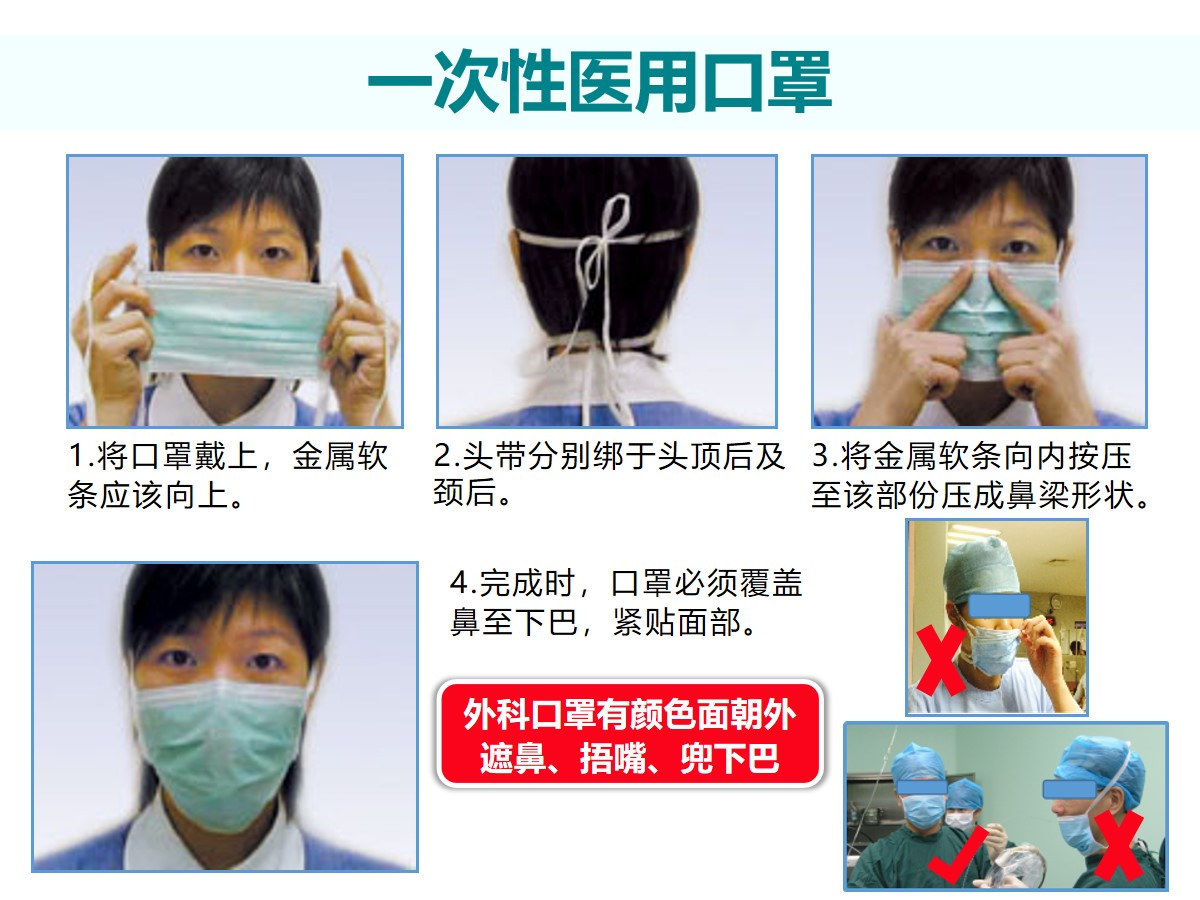 一次性医用口罩
1.将口罩戴上，金属软
条应该向上。
2.头带分别绑于头顶后及
颈后。
3.将金属软条向内按压
至该部份压成鼻梁形状。
4.完成时，口罩必须覆盖
鼻至下巴，紧贴面部。
外科口罩有颜色面朝外
遮鼻、捂嘴、兜下巴